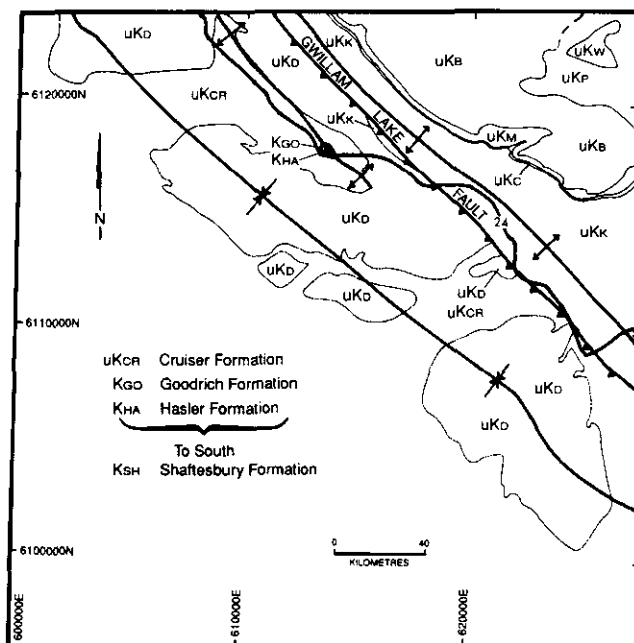 uKD
uKK
uKD
uKB
uKW
uKP
6120000N
GWILLAM
uKCR
LAKE
uKK
uKM
uKB
KGO
KHA
uKC
N
uKD
FAULT
24
uKK
uKD
uKD
uKD
uKCR
6110000N
uKCR Cruiser Formation
KGO Goodrich Formation
KHA Hasler Formation
To South
KSH Shaftesbury Formation
uKD
uKD
6100000N
0 40
KILOMETRES
600000E
610000E
620000E